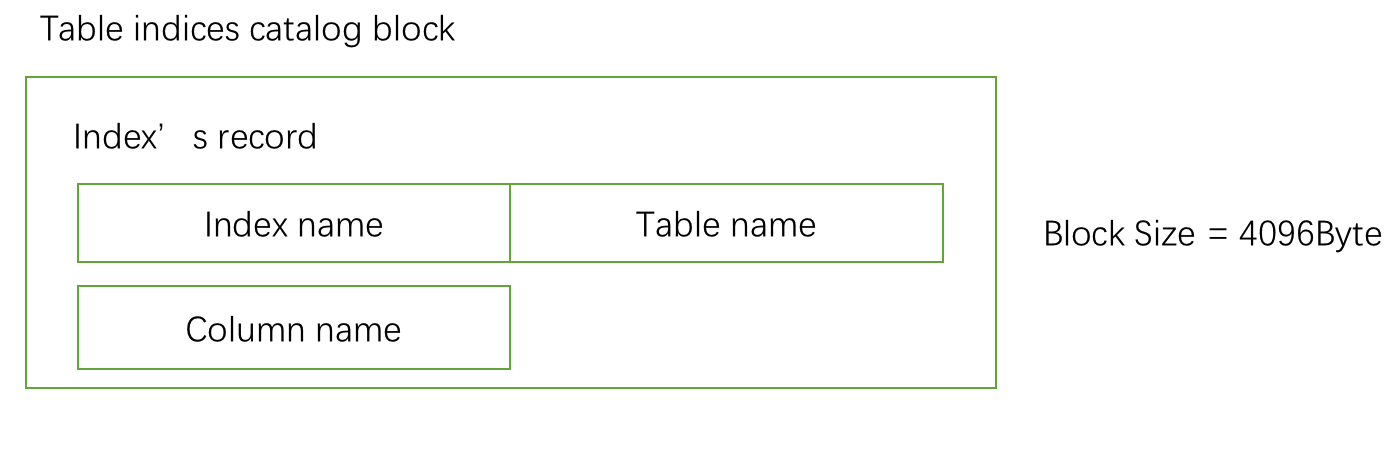 Table indices catalog block
Index’ s record
Index name
Table name
Block Size = 4096Byte
Column name